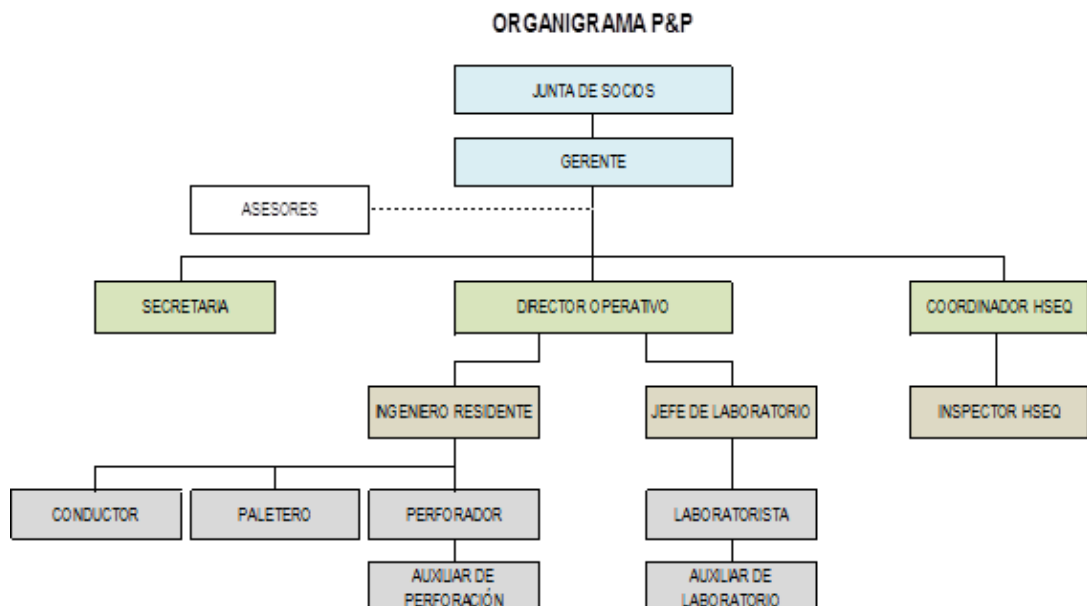 ORGANIGRAMA P&P
JUNTA DE SOCIOS
GERENTE
ASESORES
SECRETARIA
DIRECTOR OPERATIVO
COORDINADOR HSEQ
INGENIERO RESIDENTE
JEFE DE LABORATORIO
INSPECTOR HSEQ
CONDUCTOR
PALETERO
PERFORADOR
LABORATORISTA
AUXILIAR DE
PERFORACIÓN
AUXILIAR DE
LABORATORIO